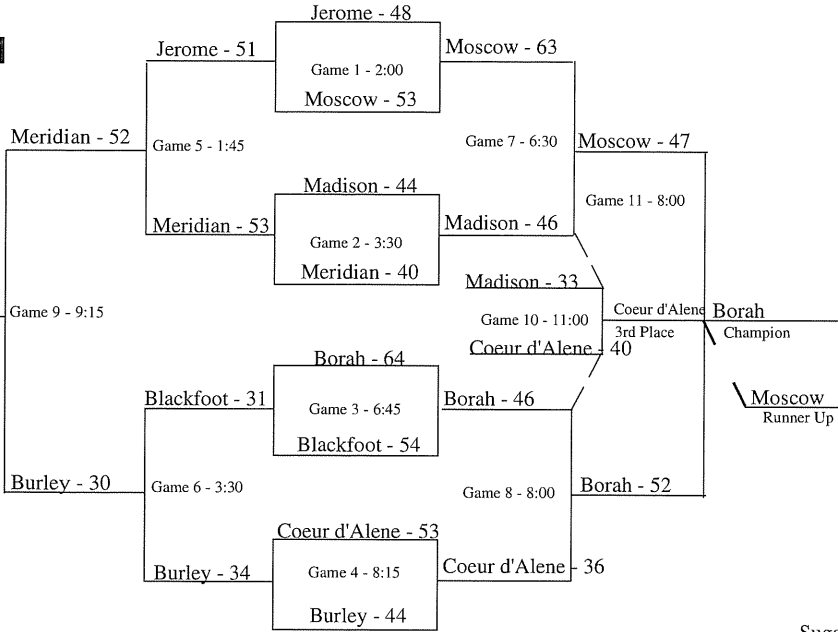 Jerome - 48
Jerome - 51
Moscow - 63
Game 1 - 2:00
Moscow - 53
Meridian - 52
Game 5 - 1:45
Game 7 - 6:30
Moscow - 47
Madison - 44
Game 11 - 8:00
Meridian - 53
Madison - 46
Game 2 - 3:30
Meridian - 40
Madison - 33
Game 9 - 9:15
Game 10 - 11:00
Coeur d'Alene
Borah
3rd Place
Champion
Coeur d'Alene - 40
Borah - 64
Blackfoot - 31
Borah - 46
Moscow
Game 3 - 6:45
Runner Up
Blackfoot - 54
Burley - 30
Game 6 - 3:30
Game 8 - 8:00
Borah - 52
Coeur d'Alene - 53
Burley - 34
Game 4 - 8:15
Coeur d'Alene - 36
Burley - 44